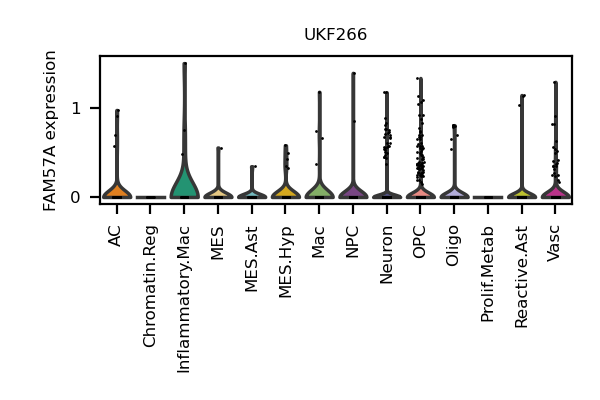 UKF266
FAM57A expression
1
0
AC
Chromatin.Reg
Inflammatory.Mac
MES
MES.Ast
MES.Hyp
Mac
NPC
Neuron
OPC
Oligo
Prolif.Metab
Reactive.Ast
Vasc